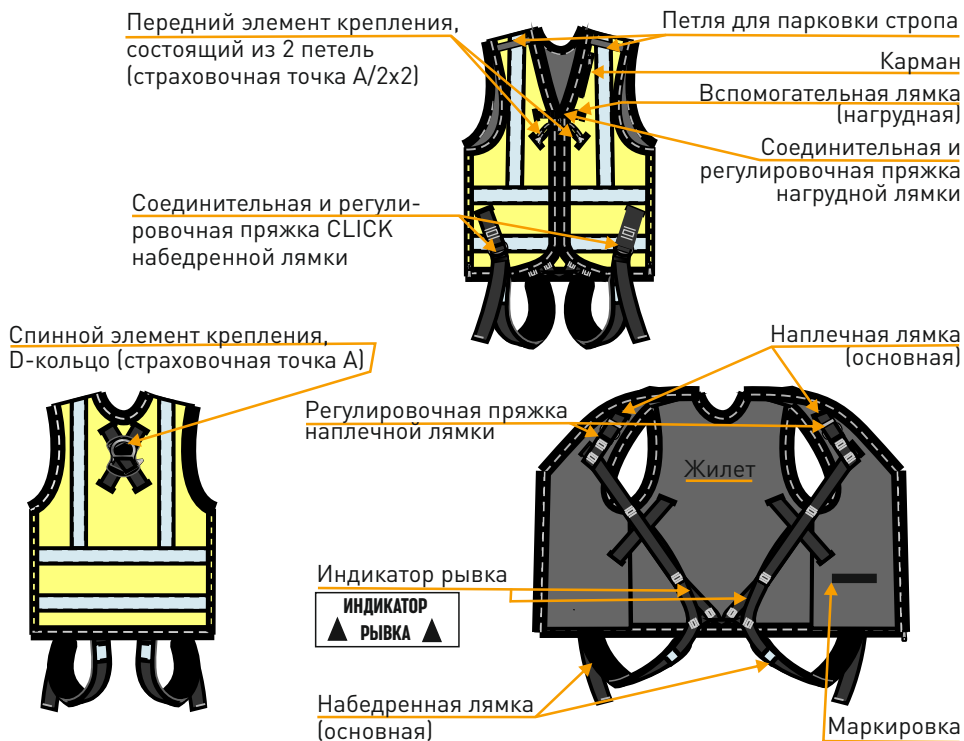 Передний элемент крепления,
состоящий из 2 петель
(страховочная точка А/2х2)
Петля для парковки стропа
Карман
Вспомогательная лямка
(нагрудная)
Соединительная и
регулировочная пряжка
нагрудной лямки
Соединительная и регули-
ровочная пряжка CLICK
набедренной лямки
Спинной элемент крепления,
D-кольцо (страховочная точка А)
Наплечная лямка
(основная)
Регулировочная пряжка
наплечной лямки
Жилет
Индикатор рывка
ИНДИКАТОР
РЫВКА
Набедренная лямка
(основная)
Маркировка